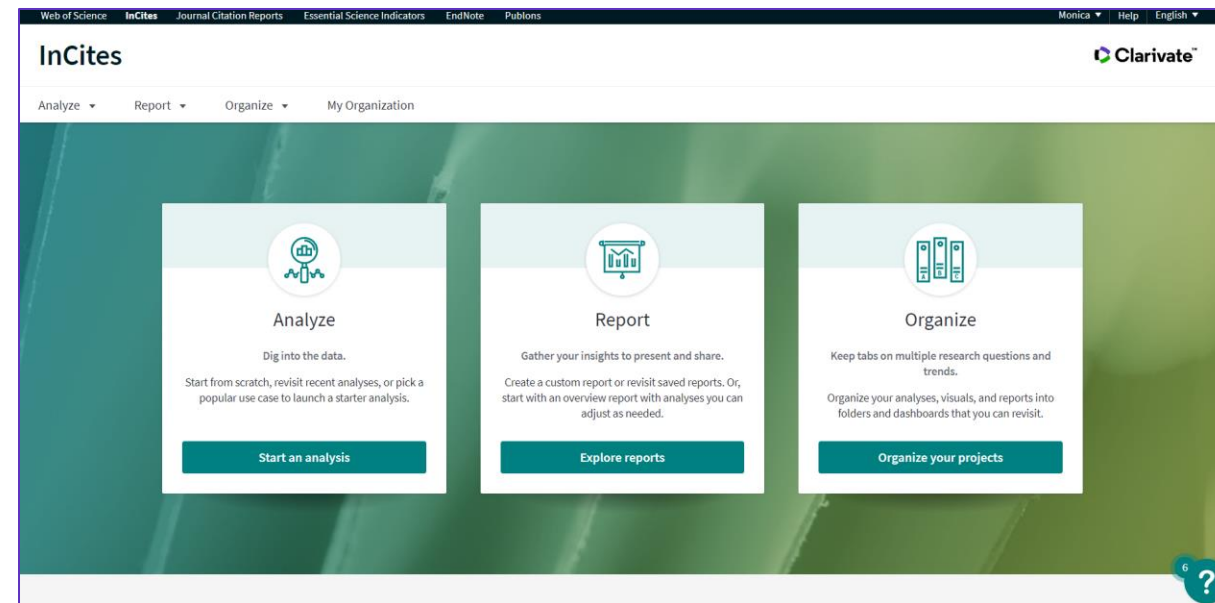 Web of Science InCites Journal Citation Reports Essential Science Indicators EndNote Publons Monica Help English
InCites
Clarivate™
Analyze Report Organize My Organization
Analyze
Dig into the data.
Start from scratch, revisit recent analyses, or pick a
popular use case to launch a starter analysis.
Start an analysis
Report
Gather your insights to present and share.
Create a custom report or revisit saved reports. Or,
start with an overview report with analyses you can
adjust as needed.
Explore reports
A B C
Organize
Keep tabs on multiple research questions and
trends.
Organize your analyses, visuals, and reports into
folders and dashboards that you can revisit.
Organize your projects
6
?